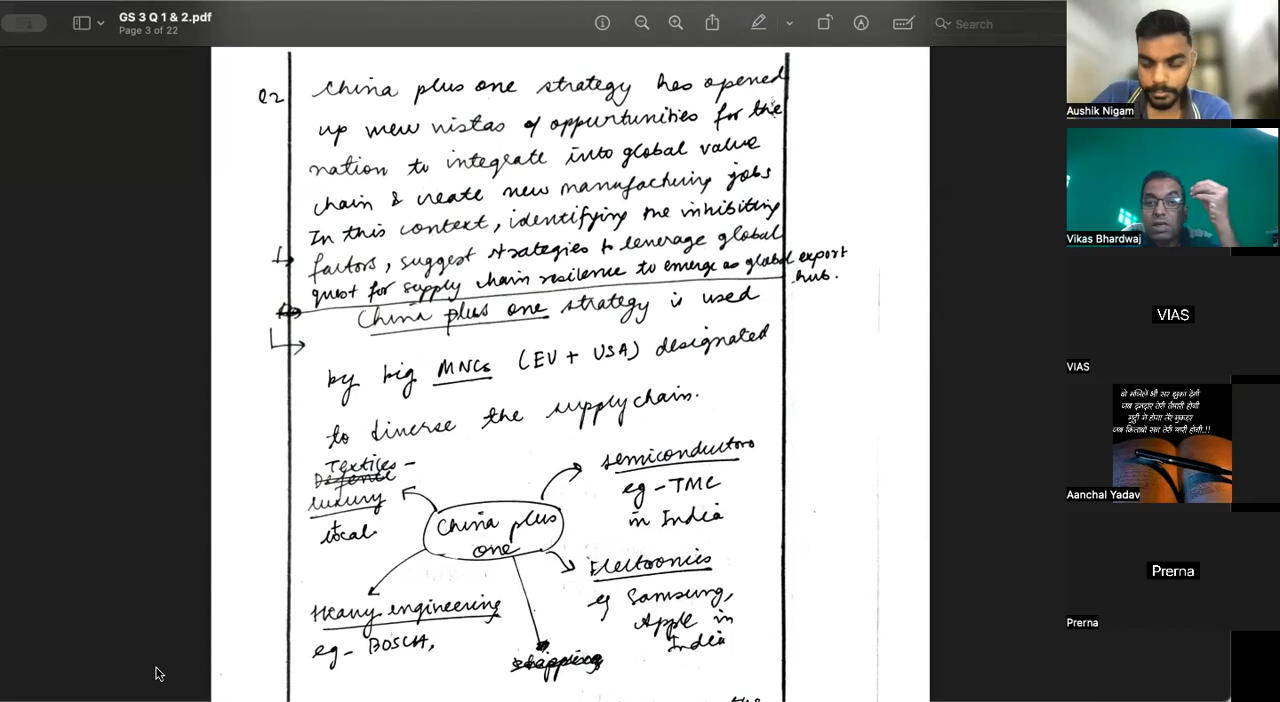 GS 3 Q 1 & 2.pdf
Page 3 of 22
Search
Q2
China plus one strategy has opened
up new vistas of oppurtunities for the
nation to integrate into global value
chain & create new manufacturing jobs
In this context, identifying the inhibiting
factors, suggest strategies to leverage global
quest for supply chain resilence to emerge as global export
hub.
China plus one strategy is used
by big MNCs (EU + USA) designated
to diverse the supply chain.
Textiles -
Defence
luxury
+
local
semiconductors
eg - TMC
in India
China plus
one
Electronics
eg Samsung,
Apple in
India
Heavy engineering
eg - BOSCH,
shipping
the
Aushik Nigam
Vikas Bhardwaj
VIAS
VIAS
वो मंजिलें भी सर झुका देंगी
Aanchal Yadav
Prerna
Prerna